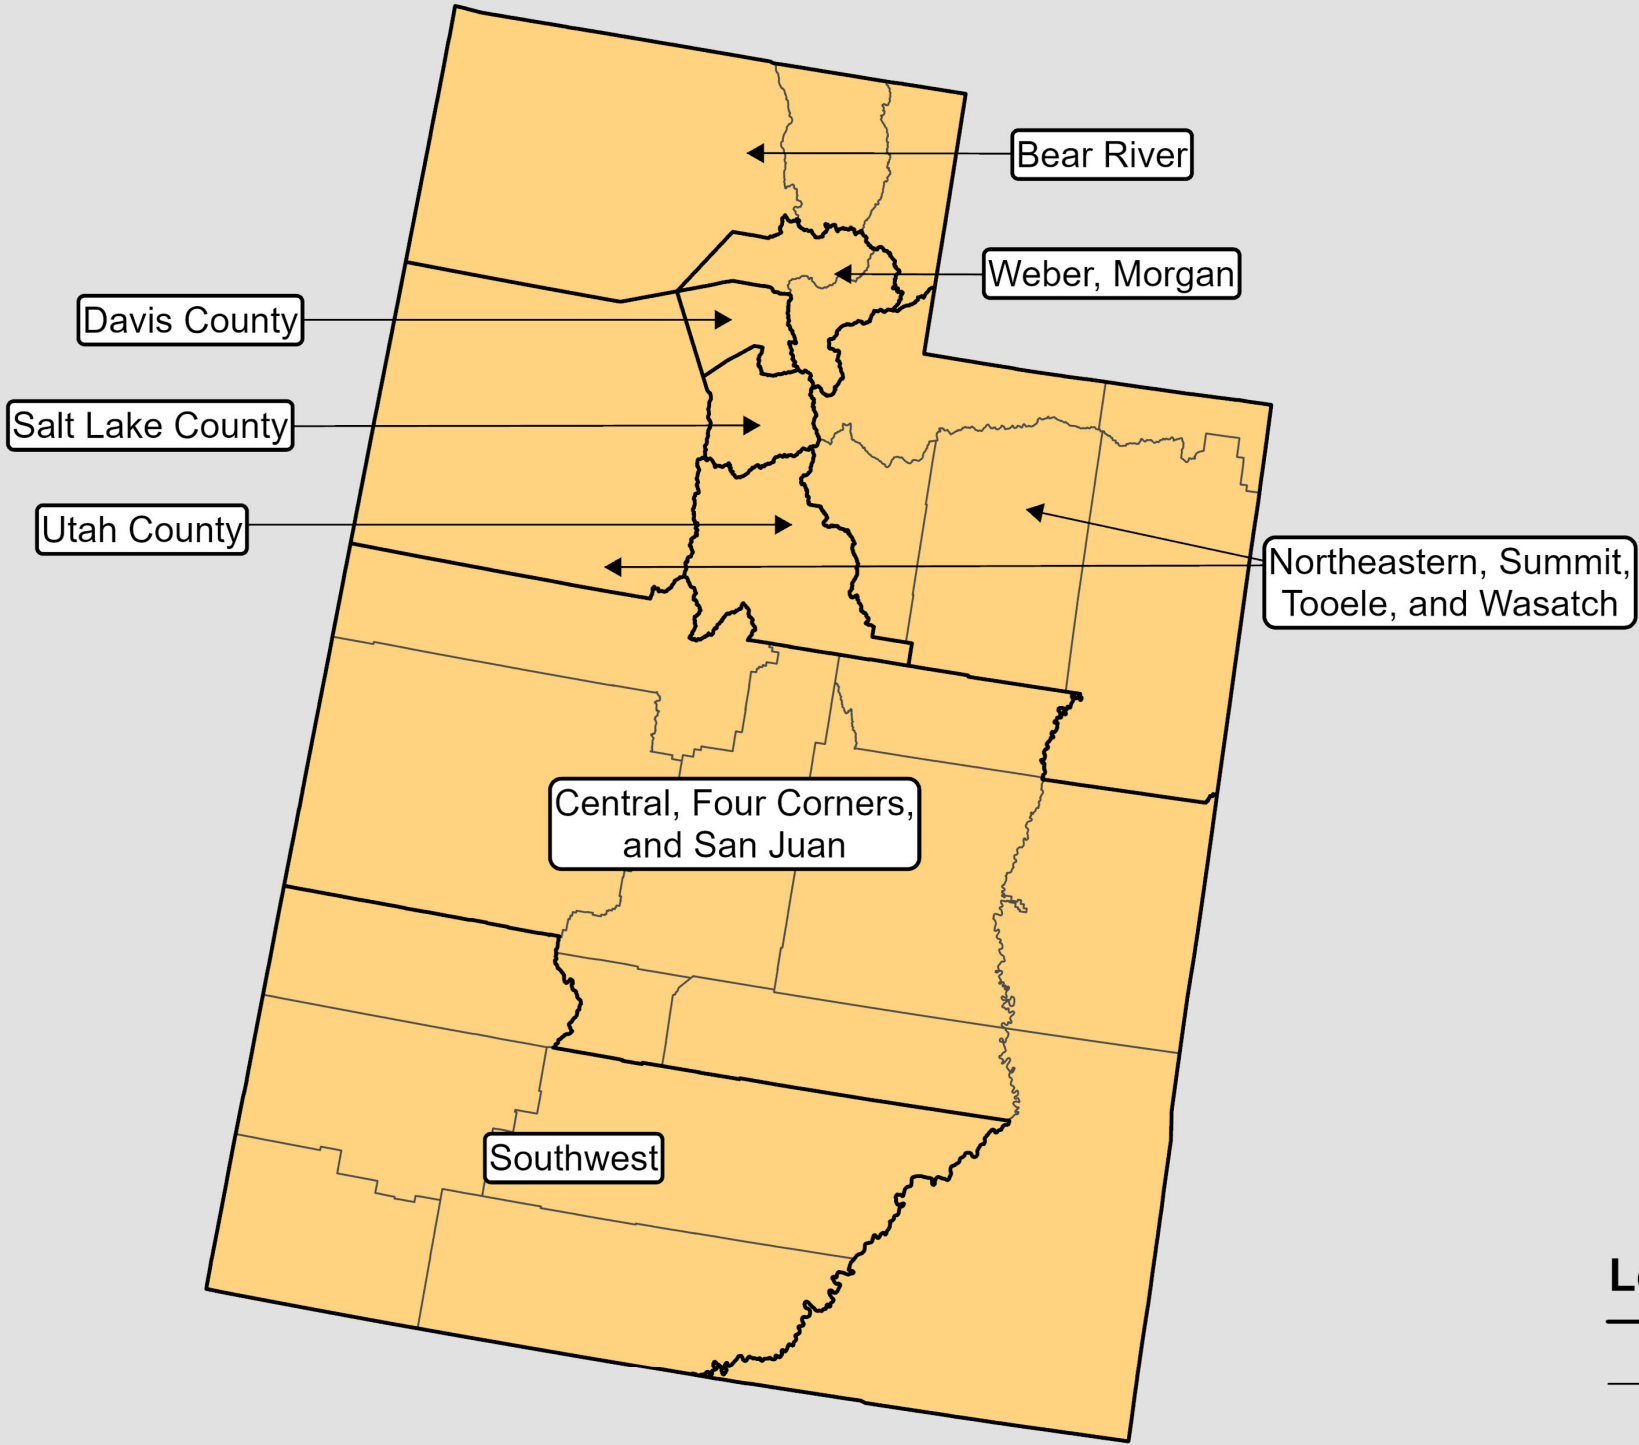 Bear River
Weber, Morgan
Davis County
Salt Lake County
Utah County
Northeastern, Summit,
Tooele, and Wasatch
Central, Four Corners,
and San Juan
Southwest